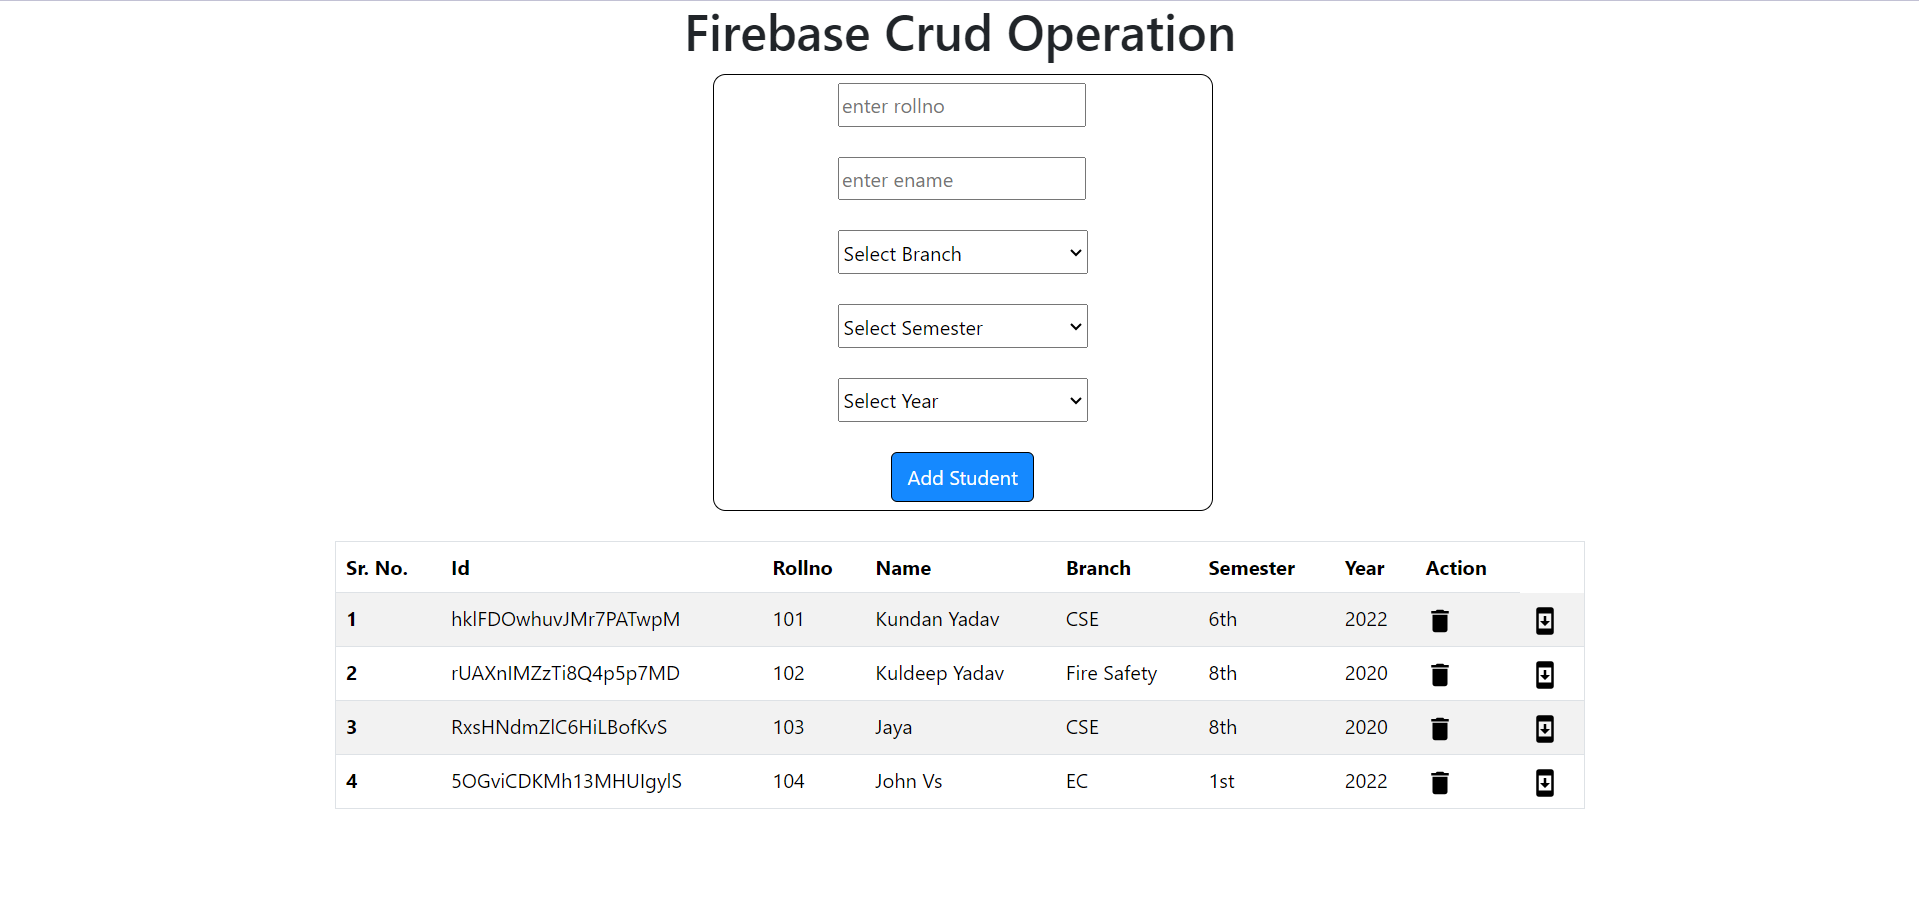 Firebase Crud Operation
enter rollno
enter ename
Select Branch
Select Semester
Select Year
Add Student
Sr. No. Id Rollno Name Branch Semester Year Action
1 hklFDOwhuvJMr7PATwpM 101 Kundan Yadav CSE 6th 2022
2 rUAXnIMZzTi8Q4p5p7MD 102 Kuldeep Yadav Fire Safety 8th 2020
3 RxsHNdmZlC6HiLBofKvS 103 Jaya CSE 8th 2020
4 5OGviCDKMh13MHUIgylS 104 John Vs EC 1st 2022